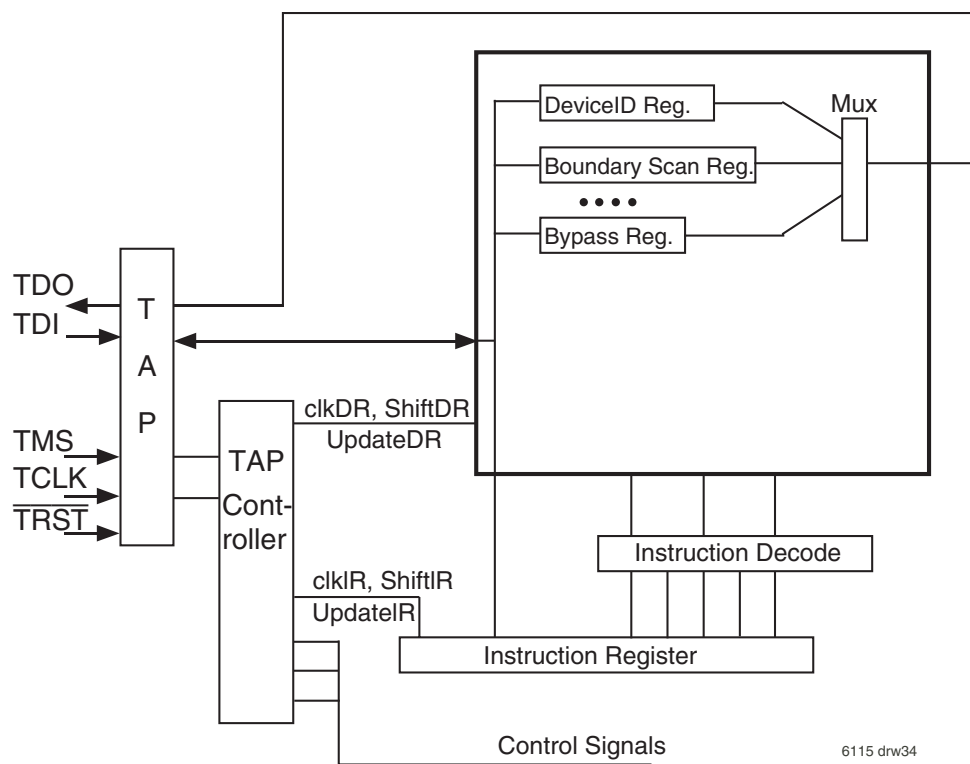 DeviceID Reg.
Mux
Boundary Scan Reg.
Bypass Reg.
TDO
TDI
T
A
P
TMS
TCLK
TRST
TAP
Cont-
roller
clkDR, ShiftDR
UpdateDR
Instruction Decode
clkIR, ShiftIR
UpdateIR
Instruction Register
Control Signals
6115 drw34